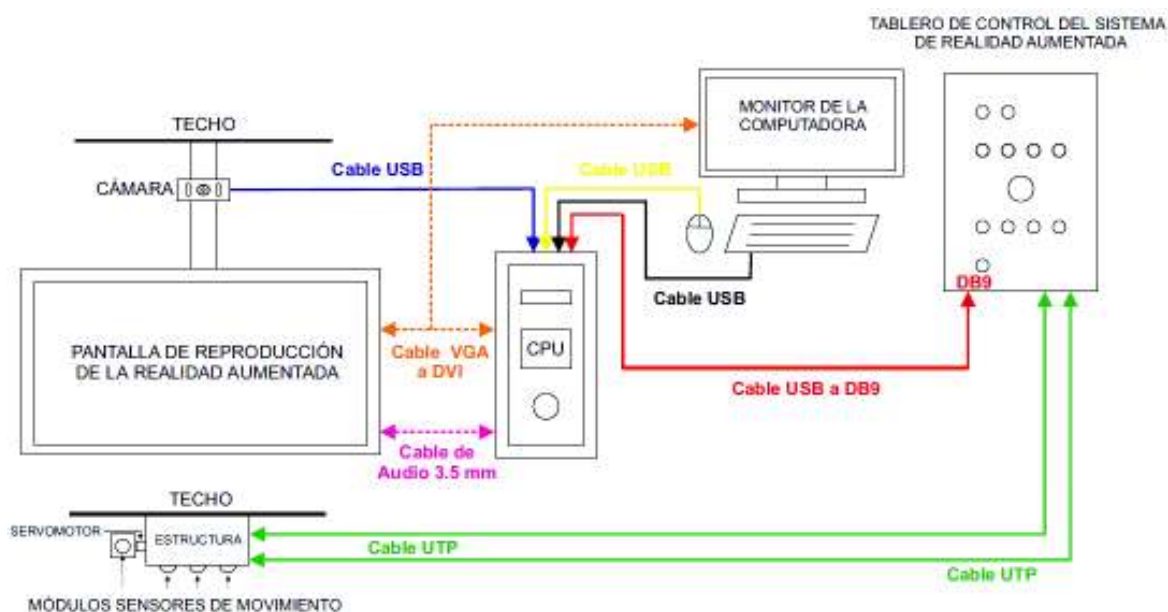 TABLERO DE CONTROL DEL SISTEMA
DE REALIDAD AUMENTADA
TECHO
CÁMARA
Cable USB
Cable USB
MONITOR DE LA
COMPUTADORA
Cable USB
DB9
PANTALLA DE REPRODUCCIÓN
DE LA REALIDAD AUMENTADA
Cable VGA
a DVI
CPU
Cable USB a DB9
Cable de
Audio 3.5 mm
TECHO
SERVOMOTOR
ESTRUCTURA
Cable UTP
Cable UTP
MÓDULOS SENSORES DE MOVIMIENTO